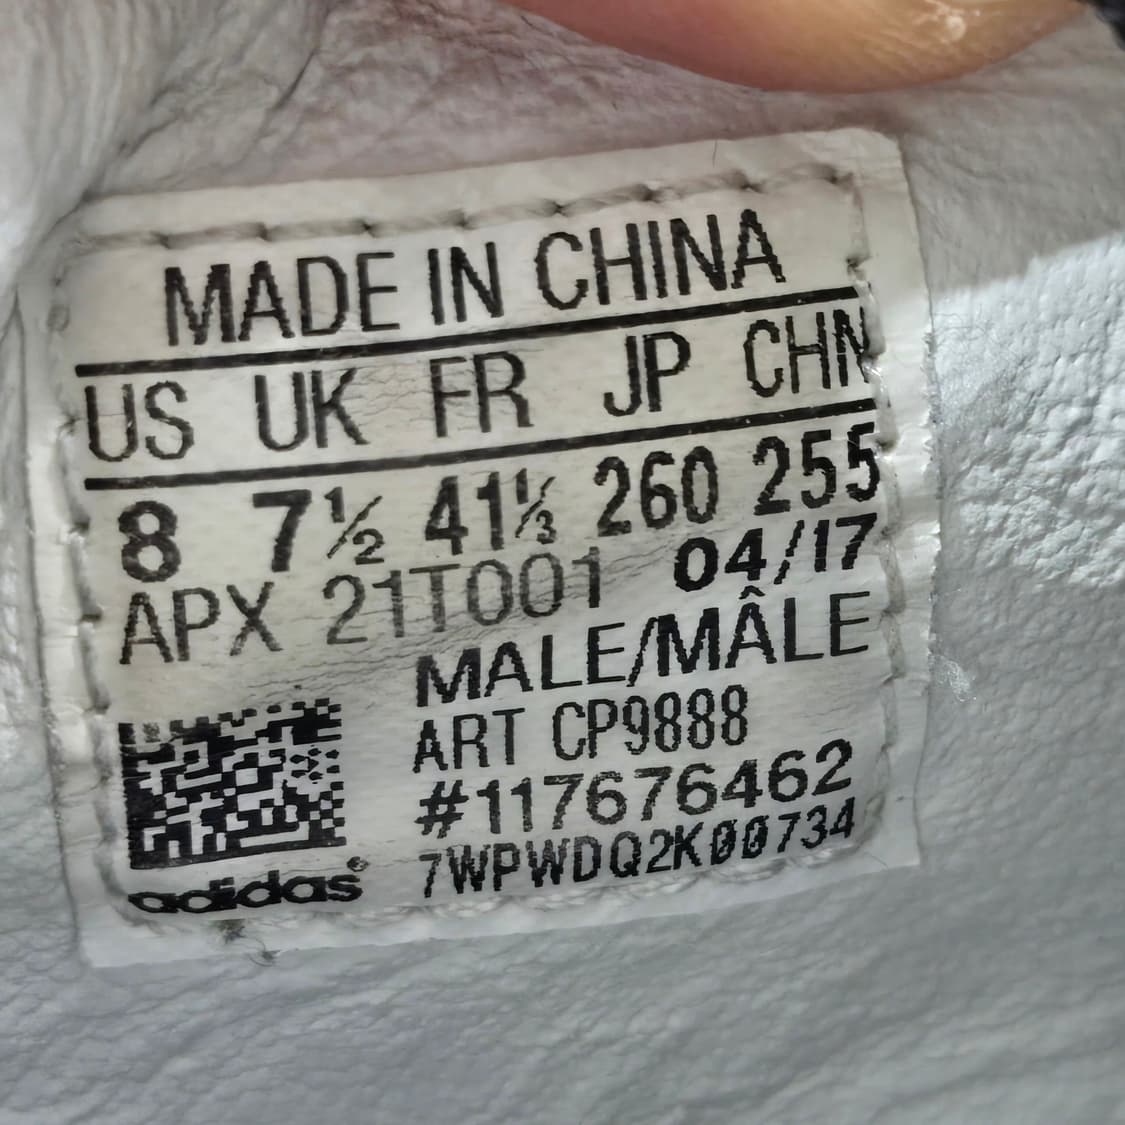 MADE IN CHINA
US UK FR JP CHN
8 7½ 41⅓ 260 255
APX 21T001 04/17
MALE/MÂLE
ART CP9888
#117676462
7WPWDQ2K00734
adidas®